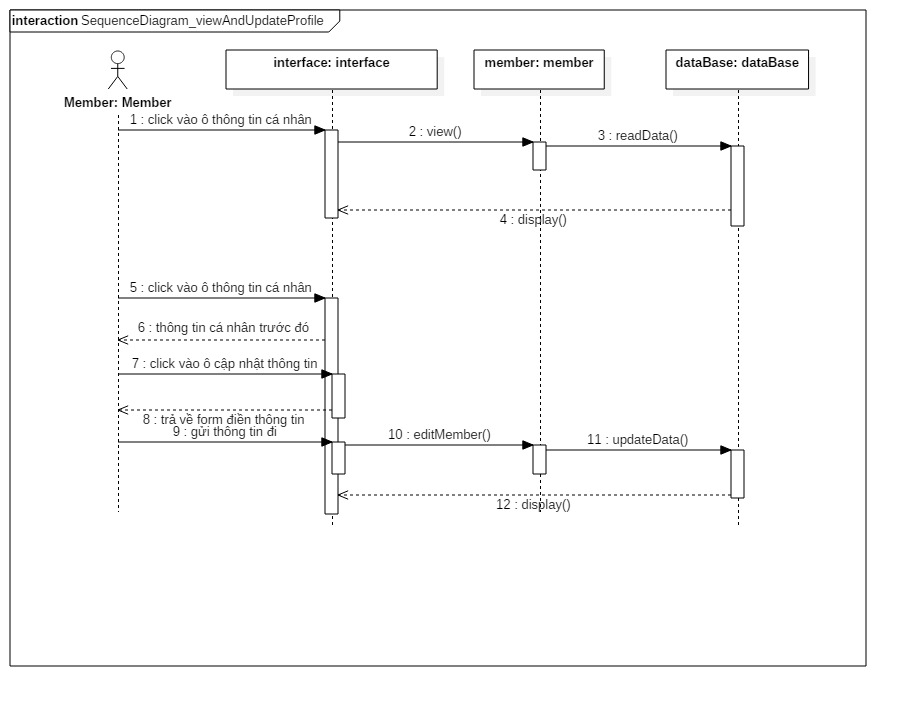 interaction SequenceDiagram_viewAndUpdateProfile
interface: interface
member: member
dataBase: dataBase
Member: Member
1 : click vào ô thông tin cá nhân
2 : view()
3 : readData()
4 : display()
5 : click vào ô thông tin cá nhân
6 : thông tin cá nhân trước đó
7 : click vào ô cập nhật thông tin
8 : trả về form điền thông tin
9 : gửi thông tin đi
10 : editMember()
11 : updateData()
12 : display()